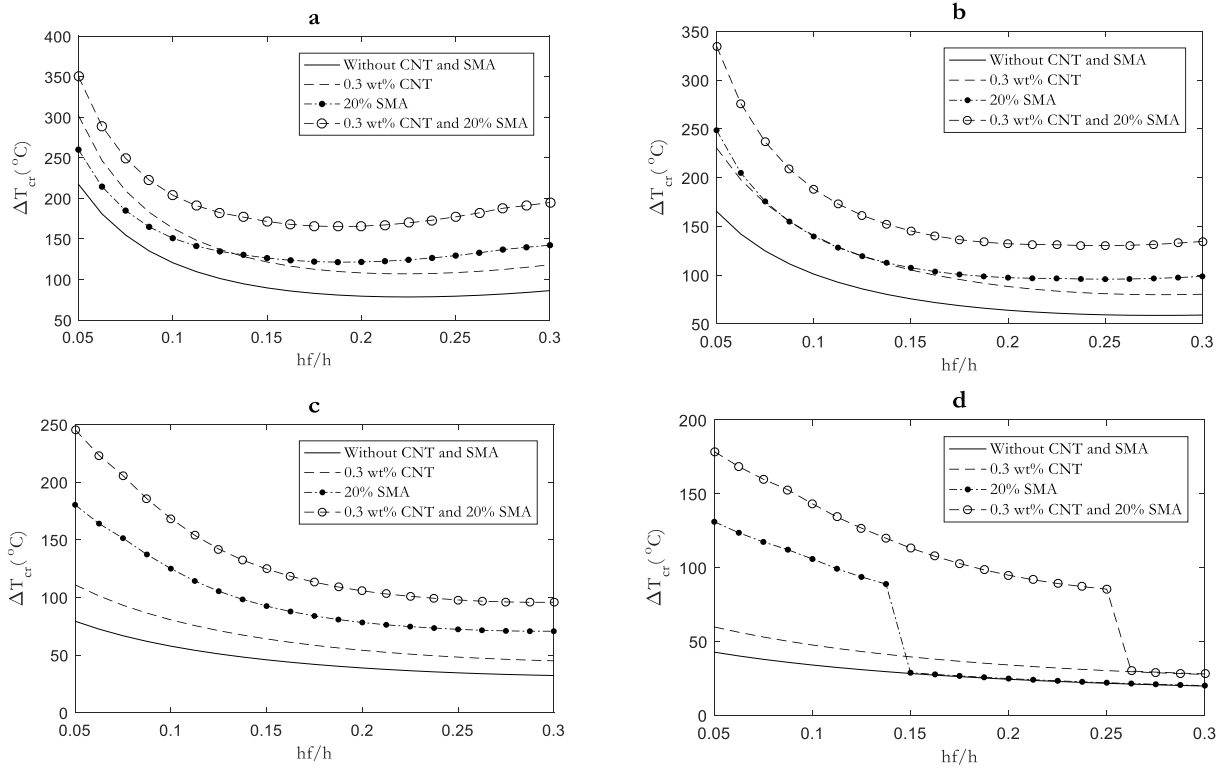 a
400
350
300
250
200
150
100
50
ΔT_cr( °C)
0.05 0.1 0.15 0.2 0.25 0.3
hf/h
Without CNT and SMA
0.3 wt% CNT
20% SMA
0.3 wt% CNT and 20% SMA
b
350
300
250
200
150
100
50
ΔT_cr( °C)
0.05 0.1 0.15 0.2 0.25 0.3
hf/h
Without CNT and SMA
0.3 wt% CNT
20% SMA
0.3 wt% CNT and 20% SMA
c
250
200
150
100
50
0
ΔT_cr( °C)
0.05 0.1 0.15 0.2 0.25 0.3
hf/h
Without CNT and SMA
0.3 wt% CNT
20% SMA
0.3 wt% CNT and 20% SMA
d
200
150
100
50
0
ΔT_cr( °C)
0.05 0.1 0.15 0.2 0.25 0.3
hf/h
Without CNT and SMA
0.3 wt% CNT
20% SMA
0.3 wt% CNT and 20% SMA